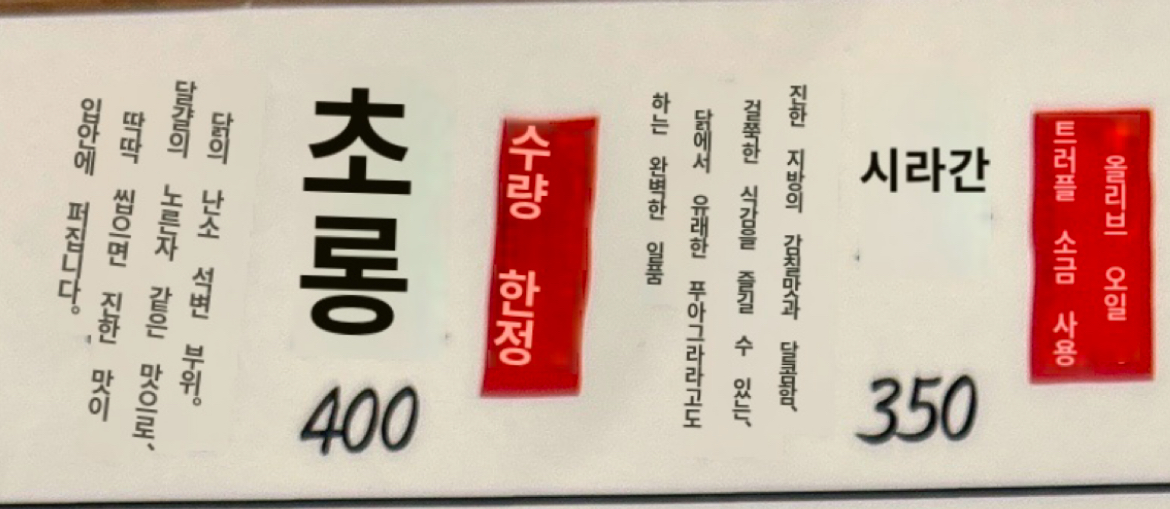 올리브 오일
트러플 소금 사용
시라간
350
진한 지방의 감칠맛과 달콤함,
걸쭉한 식감을 즐길 수 있는,
닭에서 유래한 푸아그라라고도
하는 완벽한 일품
수량 한정
초롱
400
닭의 난소 석변 부위.
달걀의 노른자 같은 맛으로,
딱딱 씹으면 진한 맛이
입안에 퍼집니다.